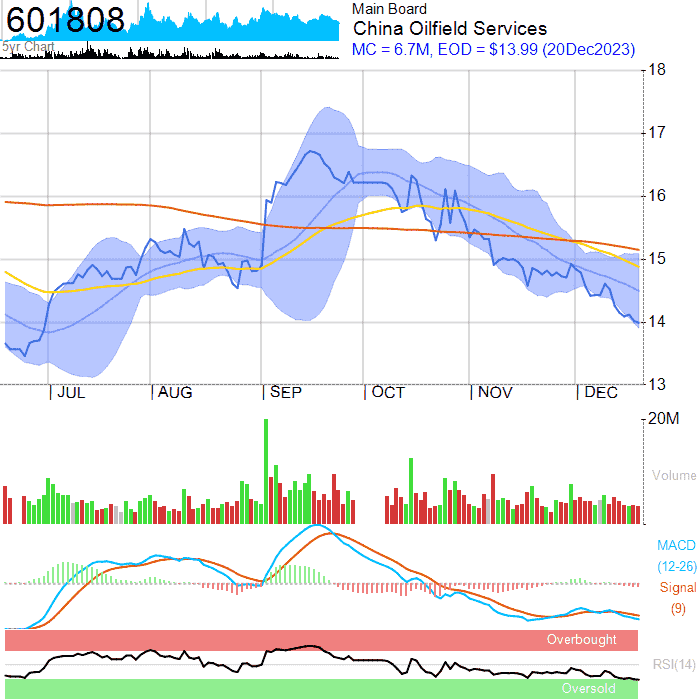 601808
5yr Chart
Main Board
China Oilfield Services
MC = 6.7M, EOD = $13.99 (20Dec2023)
18
17
16
15
14
13
JUL AUG SEP OCT NOV DEC
20M
Volume
MACD
(12-26)
Signal
(9)
Overbought
RSI(14)
Oversold